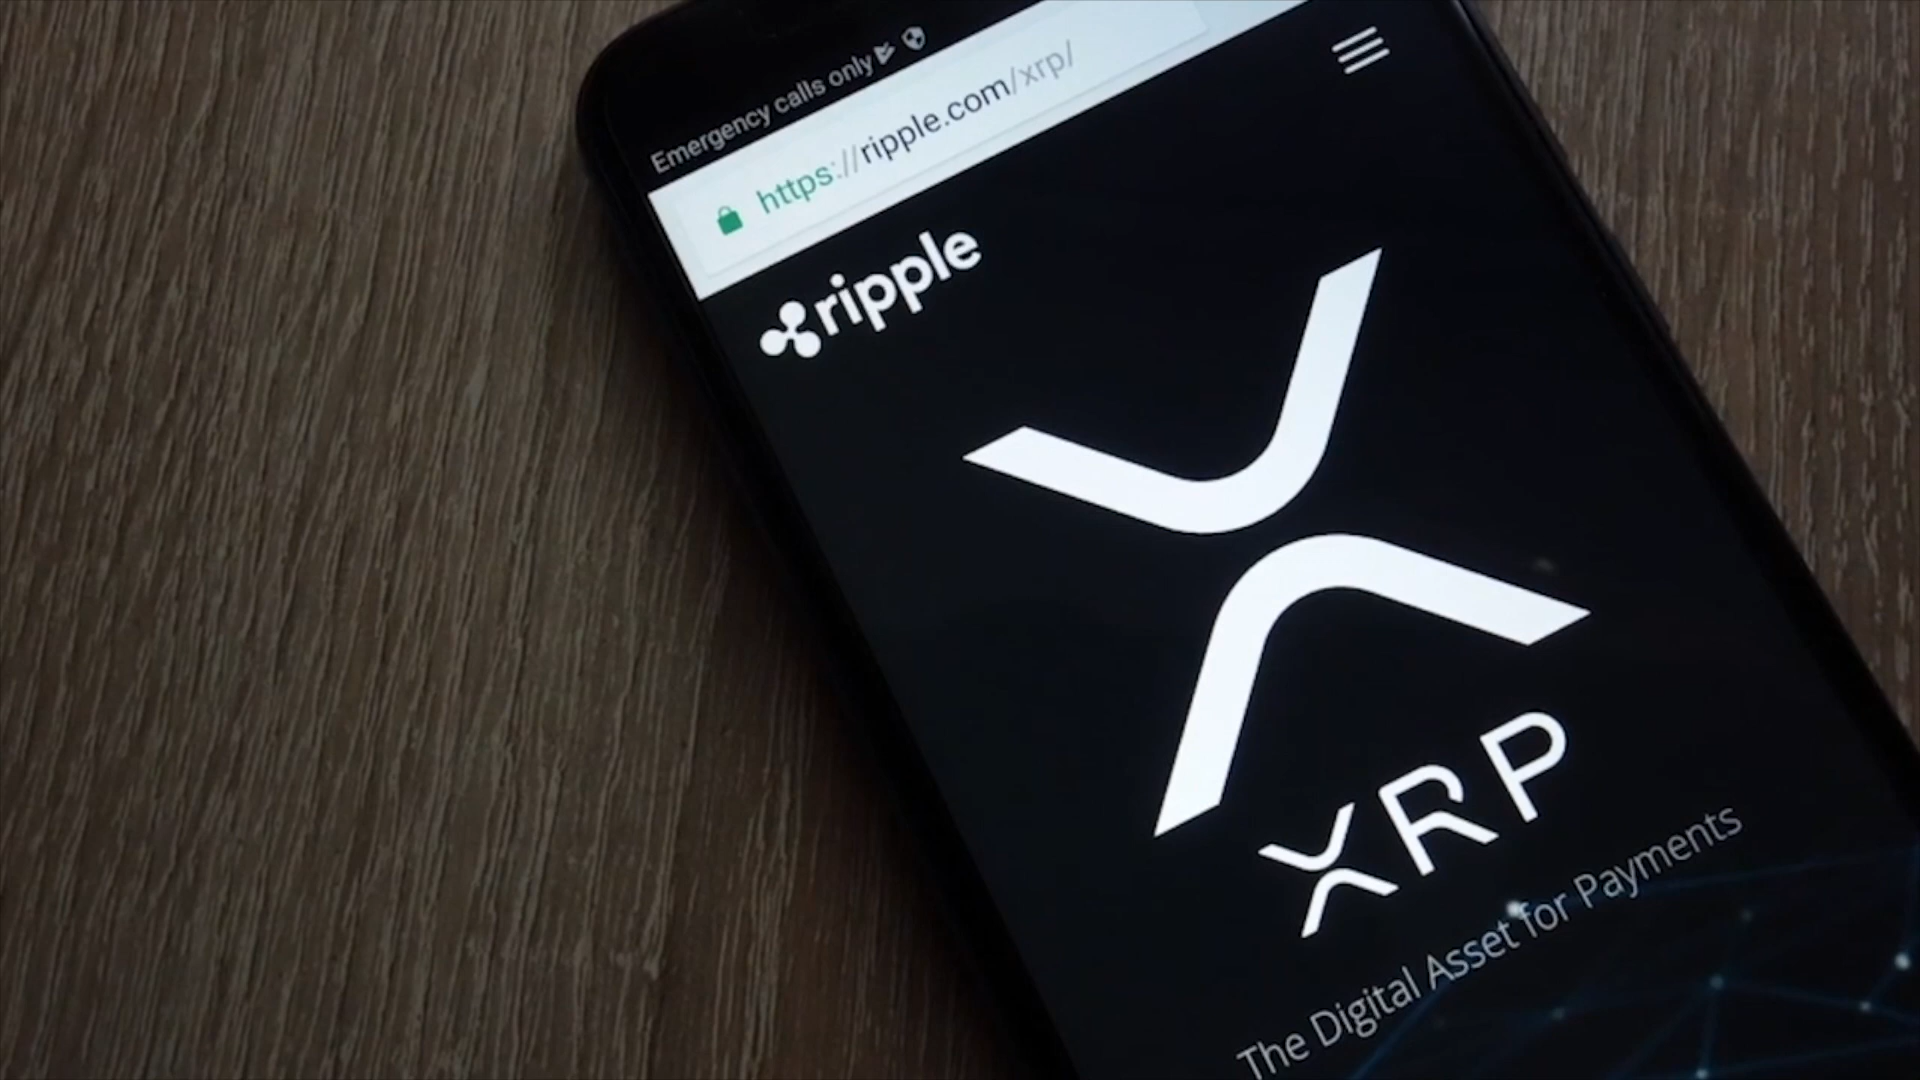 Emergency calls only
https://ripple.com/xrp/
ripple
XRP
The Digital Asset for Payments